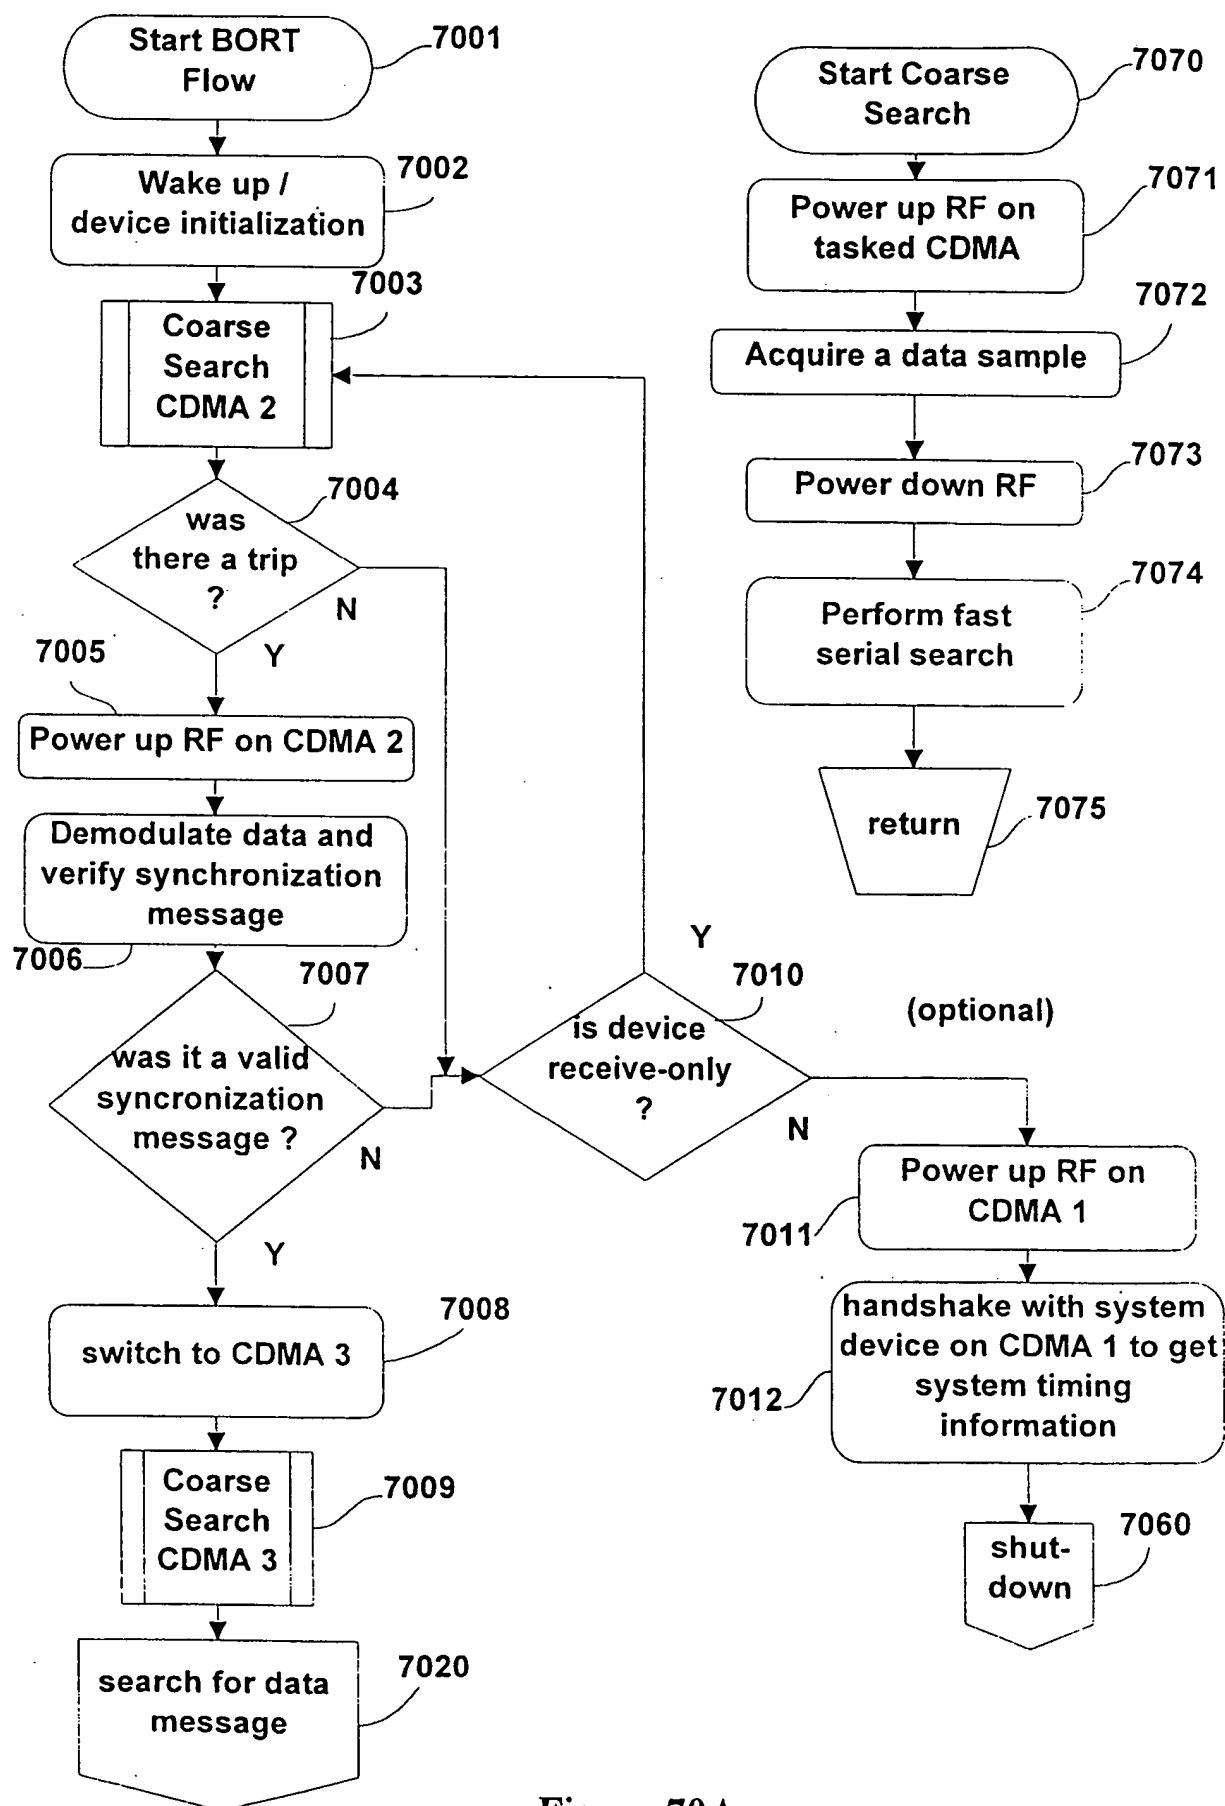 Start BORT
Flow
7001
Wake up /
device initialization
7002
Coarse
Search
CDMA 2
7003
was
there a trip
?
7004
N
Y
7005
Power up RF on CDMA 2
Demodulate data and
verify synchronization
message
7006
7007
was it a valid
syncronization
message ?
N
Y
switch to CDMA 3
7008
Coarse
Search
CDMA 3
7009
search for data
message
7020
Start Coarse
Search
7070
Power up RF on
tasked CDMA
7071
Acquire a data sample
7072
Power down RF
7073
Perform fast
serial search
7074
return
7075
Y
7010
is device
receive-only
?
N
(optional)
Power up RF on
CDMA 1
7011
handshake with system
device on CDMA 1 to get
system timing
information
7012
shut-
down
7060
Figure 70A